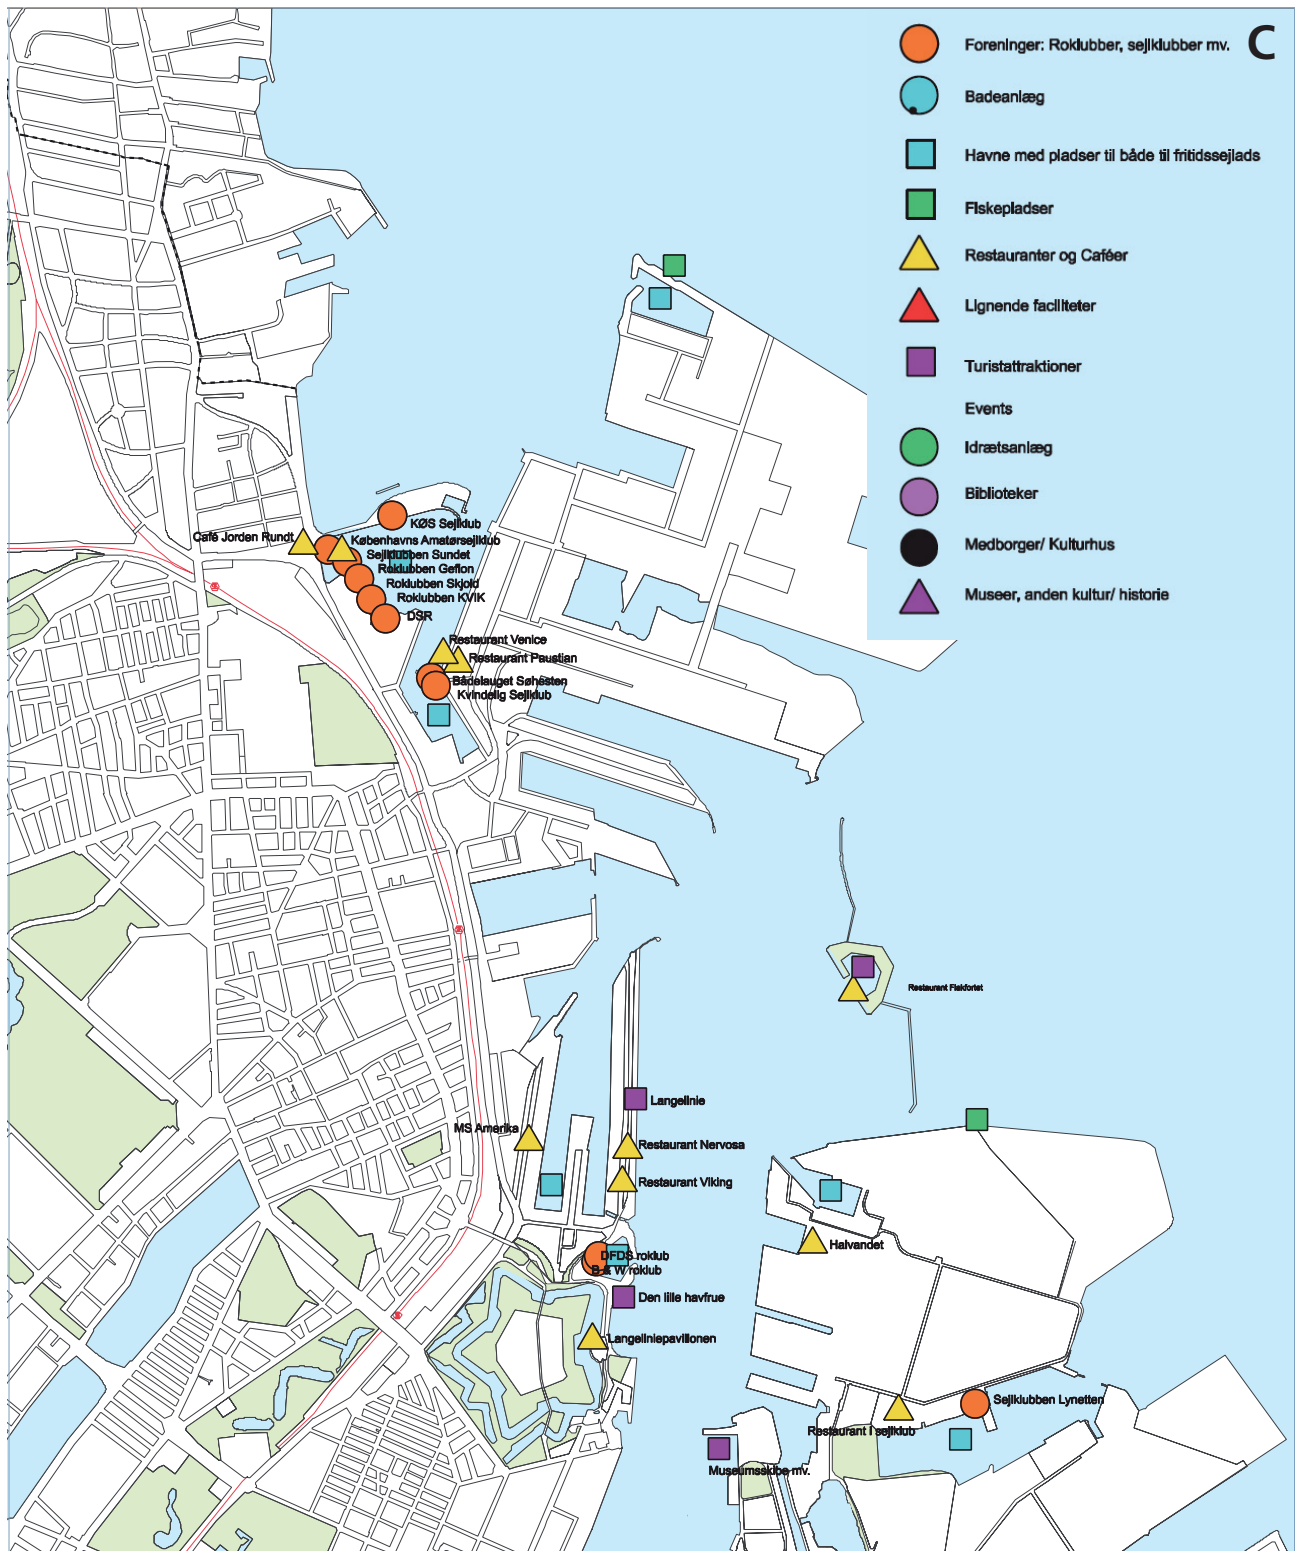 C
Foreninger: Roklubber, sejlklubber mv.
Badeanlæg
Havne med pladser til både til fritidssejlads
Fiskepladser
Restauranter og Caféer
Lignende faciliteter
Turistattraktioner
Events
Idrætsanlæg
Biblioteker
Medborger/ Kulturhus
Museer, anden kultur/ historie
KØS Sejlklub
Café Jorden Rundt
Københavns Amatørsejlklub
Sejlklubben Sundet
Roklubben Gefion
Roklubben Skjold
Roklubben KVIK
DSR
Restaurant Venice
Restaurant Paustian
Bådelauget Søhesten
Kvindelig Sejlklub
Restaurant Flakfortet
Langelinie
MS Amerika
Restaurant Nervosa
Restaurant Viking
Halvandet
DFDS roklub
B & W roklub
Den lille havfrue
Langeliniepavillonen
Sejlklubben Lynetten
Restaurant i sejlklub
Museumsskibe mv.